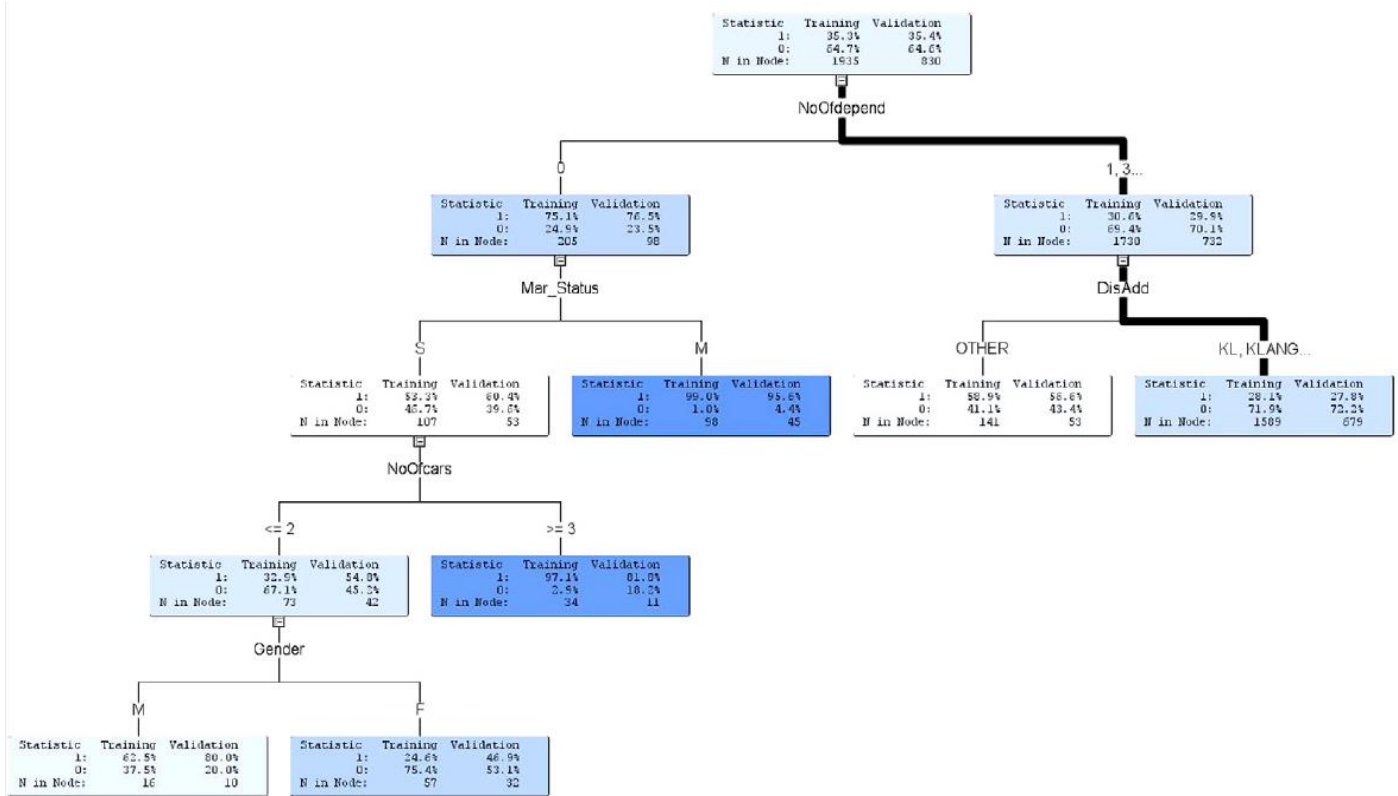 Statistic Training Validation
1: 35.3% 35.4%
0: 64.7% 64.6%
N in Node: 1935 830
NoOfdepend
0
1, 3...
Statistic Training Validation
1: 75.1% 76.5%
0: 24.9% 23.5%
N in Node: 205 98
Statistic Training Validation
1: 30.6% 29.9%
0: 69.4% 70.1%
N in Node: 1730 732
Mar_Status
DisAdd
S
M
OTHER
KL, KLANG...
Statistic Training Validation
1: 53.3% 60.4%
0: 46.7% 39.6%
N in Node: 107 53
Statistic Training Validation
1: 99.0% 95.6%
0: 1.0% 4.4%
N in Node: 98 45
Statistic Training Validation
1: 58.9% 56.6%
0: 41.1% 43.4%
N in Node: 141 53
Statistic Training Validation
1: 28.1% 27.8%
0: 71.9% 72.2%
N in Node: 1589 679
NoOfcars
<= 2
>= 3
Statistic Training Validation
1: 32.9% 54.8%
0: 67.1% 45.2%
N in Node: 73 42
Statistic Training Validation
1: 97.1% 81.8%
0: 2.9% 18.2%
N in Node: 34 11
Gender
M
F
Statistic Training Validation
1: 62.5% 80.0%
0: 37.5% 20.0%
N in Node: 16 10
Statistic Training Validation
1: 24.6% 46.9%
0: 75.4% 53.1%
N in Node: 57 32